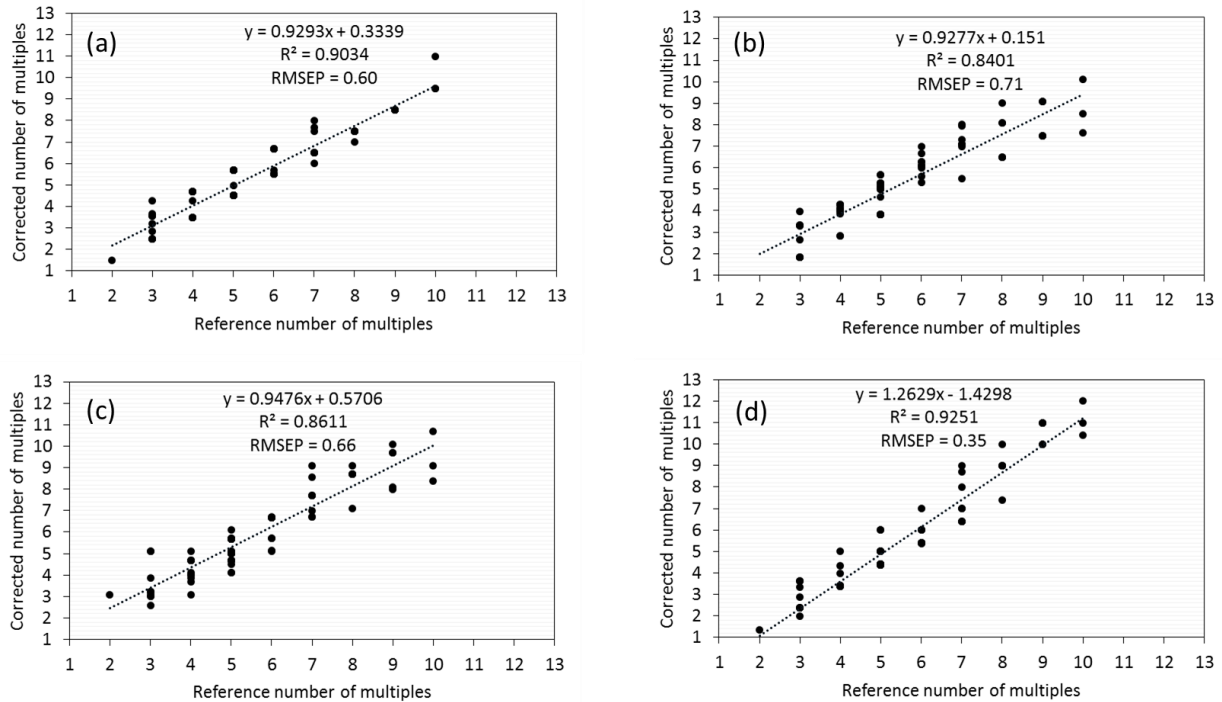 (a)
y = 0.9293x + 0.3339
R² = 0.9034
RMSEP = 0.60
13
12
11
10
9
8
7
6
5
4
3
2
1
Corrected number of multiples
1 2 3 4 5 6 7 8 9 10 11 12 13
Reference number of multiples
(b)
y = 0.9277x + 0.151
R² = 0.8401
RMSEP = 0.71
13
12
11
10
9
8
7
6
5
4
3
2
1
Corrected number of multiples
1 2 3 4 5 6 7 8 9 10 11 12 13
Reference number of multiples
(c)
y = 0.9476x + 0.5706
R² = 0.8611
RMSEP = 0.66
13
12
11
10
9
8
7
6
5
4
3
2
1
Corrected number of multiples
1 2 3 4 5 6 7 8 9 10 11 12 13
Reference number of multiples
(d)
y = 1.2629x - 1.4298
R² = 0.9251
RMSEP = 0.35
13
12
11
10
9
8
7
6
5
4
3
2
1
Corrected number of multiples
1 2 3 4 5 6 7 8 9 10 11 12 13
Reference number of multiples